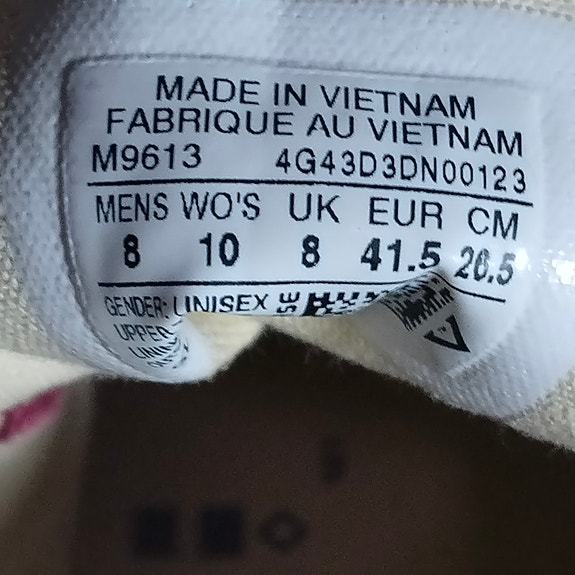 MADE IN VIETNAM
FABRIQUE AU VIETNAM
M9613 4G43D3DN00123
MENS WO'S UK EUR CM
8 10 8 41.5 26.5
GENDER: UNISEX
UPPER